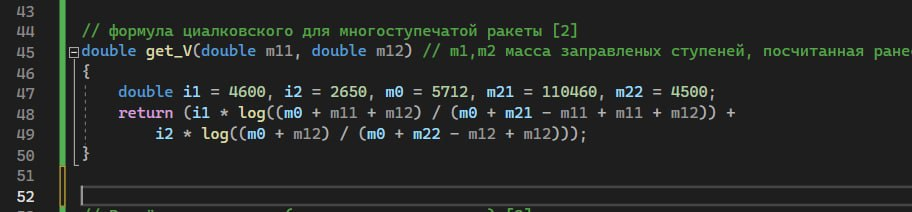 43
44 // формула циалковского для многоступечатой ракеты [2]
45 double get_V(double m11, double m12) // m1,m2 масса заправленых ступеней, посчитанная ране
46 {
47 double i1 = 4600, i2 = 2650, m0 = 5712, m21 = 110460, m22 = 4500;
48 return (i1 * log((m0 + m11 + m12) / (m0 + m21 - m11 + m11 + m12)) +
49 i2 * log((m0 + m12) / (m0 + m22 - m12 + m12)));
50 }
51
52